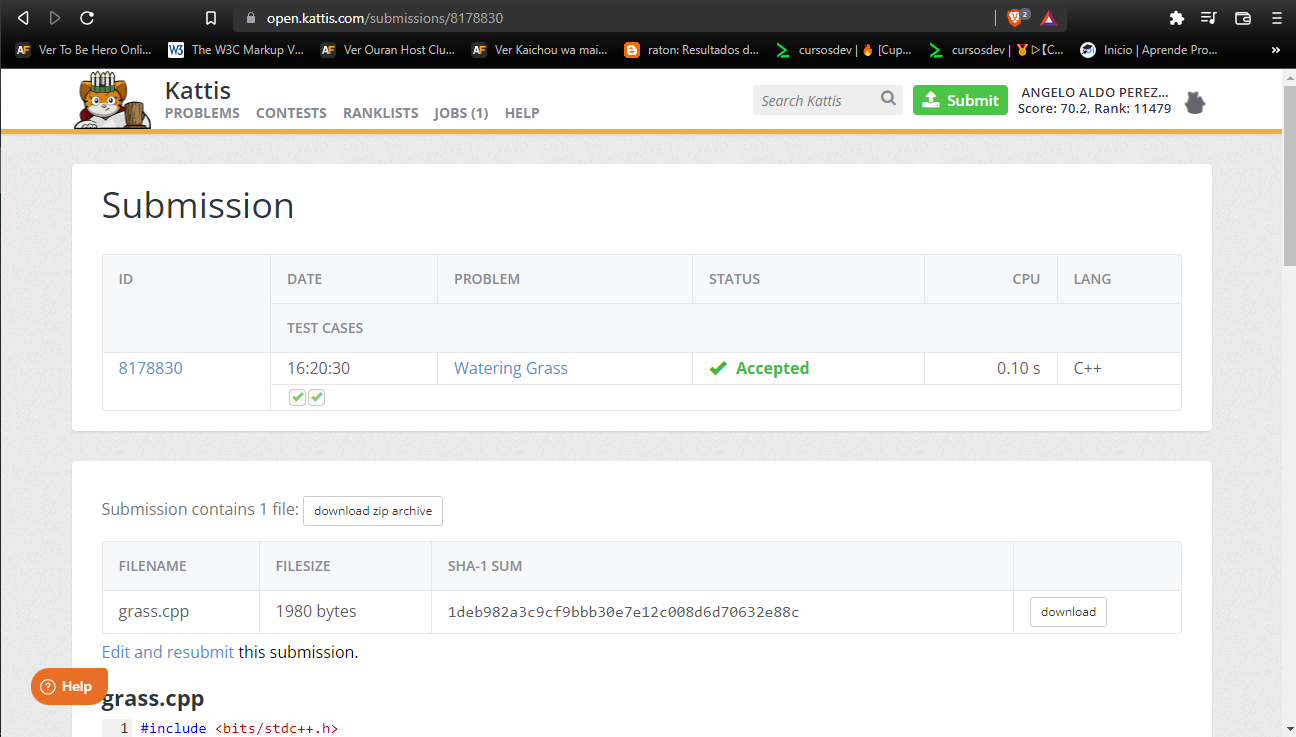 open.kattis.com/submissions/8178830
2
AF Ver To Be Hero Onli... W3 The W3C Markup V... AF Ver Ouran Host Clu... AF Ver Kaichou wa mai... raton: Resultados d... cursosdev | 🔥 [Cup... cursosdev | 🏅▷【C... Inicio | Aprende Pro... »
Kattis
PROBLEMS CONTESTS RANKLISTS JOBS (1) HELP
Search Kattis
Submit
ANGELO ALDO PEREZ...
Score: 70.2, Rank: 11479
Submission
ID DATE PROBLEM STATUS CPU LANG
TEST CASES
8178830 16:20:30 Watering Grass Accepted 0.10 s C++
Submission contains 1 file: download zip archive
FILENAME FILESIZE SHA-1 SUM
grass.cpp 1980 bytes 1deb982a3c9cf9bbb30e7e12c008d6d70632e88c download
Edit and resubmit this submission.
Help
grass.cpp
1 #include <bits/stdc++.h>